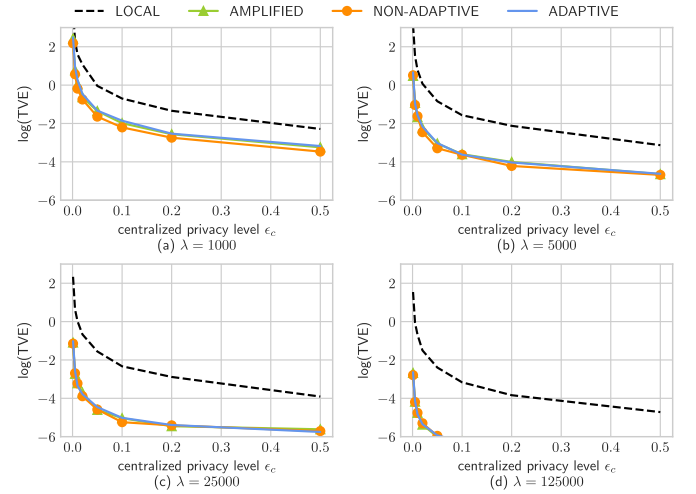 LOCAL AMPLIFIED NON-ADAPTIVE ADAPTIVE
2
0
−2
−4
−6
log(TVE)
0.0 0.1 0.2 0.3 0.4 0.5
centralized privacy level ϵ_c
(a) λ = 1000
2
0
−2
−4
−6
log(TVE)
0.0 0.1 0.2 0.3 0.4 0.5
centralized privacy level ϵ_c
(b) λ = 5000
2
0
−2
−4
−6
log(TVE)
0.0 0.1 0.2 0.3 0.4 0.5
centralized privacy level ϵ_c
(c) λ = 25000
2
0
−2
−4
−6
log(TVE)
0.0 0.1 0.2 0.3 0.4 0.5
centralized privacy level ϵ_c
(d) λ = 125000